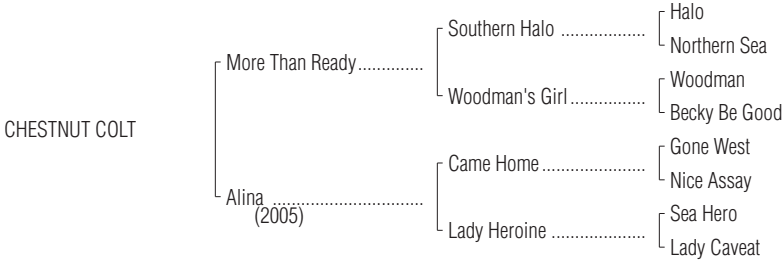 Halo
Southern Halo ....................
Northern Sea
More Than Ready..............
Woodman
Woodman's Girl.................
Becky Be Good
CHESTNUT COLT
Gone West
Came Home.......................
Nice Assay
Alina ................................
(2005)
Sea Hero
Lady Heroine ....................
Lady Caveat